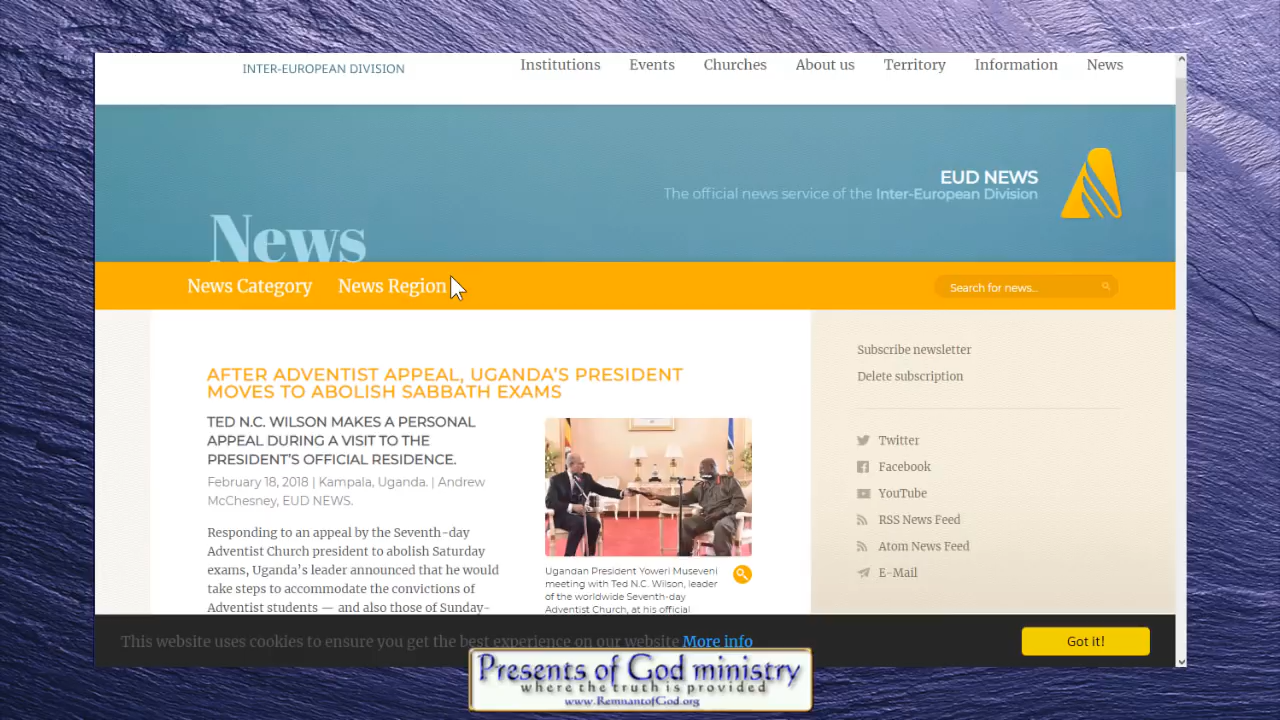 INTER-EUROPEAN DIVISION
Institutions Events Churches About us Territory Information News
EUD NEWS
The official news service of the Inter-European Division
News
News Category News Region
Search for news...
AFTER ADVENTIST APPEAL, UGANDA'S PRESIDENT
MOVES TO ABOLISH SABBATH EXAMS
TED N.C. WILSON MAKES A PERSONAL
APPEAL DURING A VISIT TO THE
PRESIDENT'S OFFICIAL RESIDENCE.
February 18, 2018 | Kampala, Uganda. | Andrew
McChesney, EUD NEWS.
Responding to an appeal by the Seventh-day
Adventist Church president to abolish Saturday
exams, Uganda's leader announced that he would
take steps to accommodate the convictions of
Adventist students — and also those of Sunday-
Ugandan President Yoweri Museveni
meeting with Ted N.C. Wilson, leader
of the worldwide Seventh-day
Adventist Church, at his official
Subscribe newsletter
Delete subscription
Twitter
Facebook
YouTube
RSS News Feed
Atom News Feed
E-Mail
This website uses cookies to ensure you get the best experience on our website More info
Got it!
Presents of God ministry
where the truth is provided
www.RemnantofGod.org